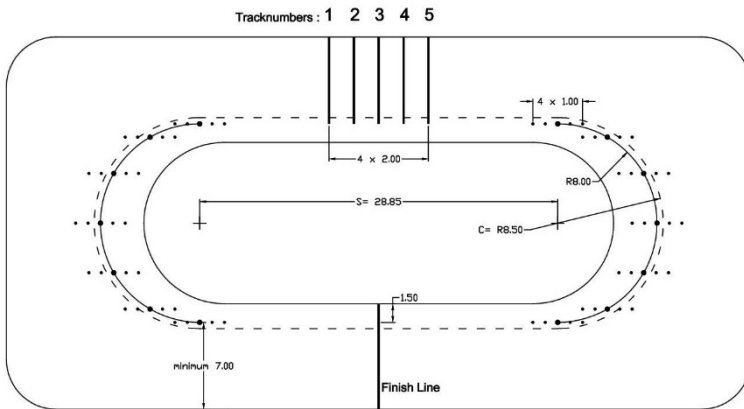 Tracknumbers : 1 2 3 4 5
4 x 1.00
4 x 2.00
R8.00
S= 28.85
C= R8.50
1.50
minimum 7.00
Finish Line